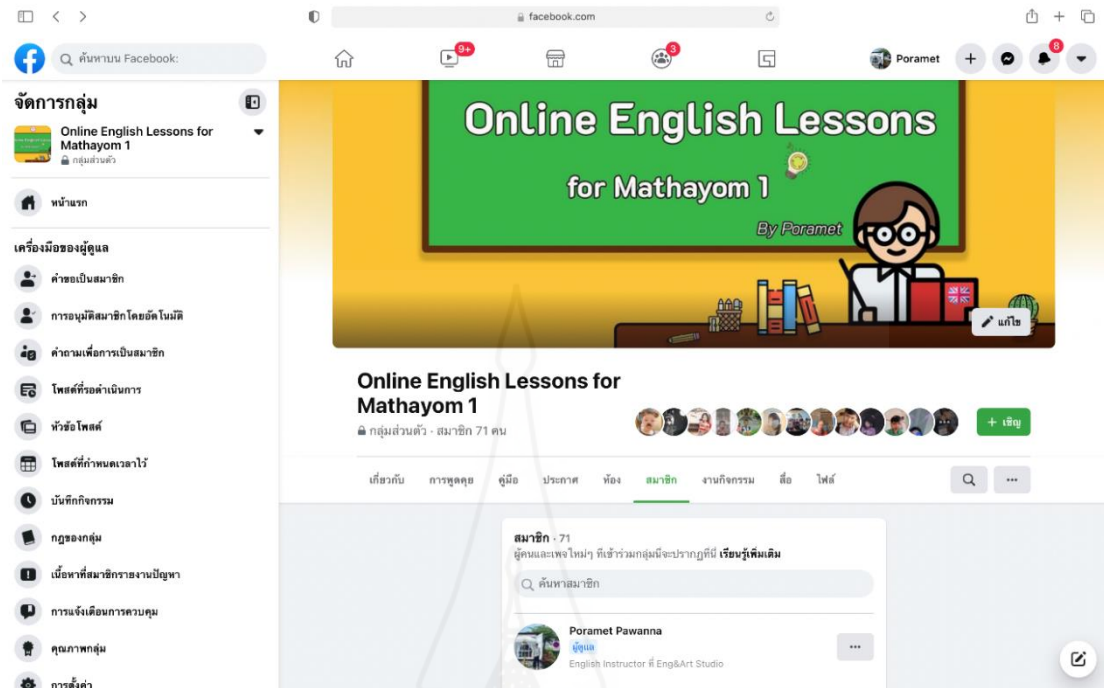 facebook.com
ค้นหาบน Facebook:
9+
3
Poramet
8
จัดการกลุ่ม
Online English Lessons for
Mathayom 1
กลุ่มส่วนตัว
หน้าแรก
เครื่องมือของผู้ดูแล
คำขอเป็นสมาชิก
การอนุมัติสมาชิกโดยอัตโนมัติ
คำถามเพื่อการเป็นสมาชิก
โพสต์ที่รอดำเนินการ
หัวข้อโพสต์
โพสต์ที่กำหนดเวลาไว้
บันทึกกิจกรรม
กฎของกลุ่ม
เนื้อหาที่สมาชิกรายงานปัญหา
การแจ้งเตือนการควบคุม
คุณภาพกลุ่ม
การตั้งค่า
Online English Lessons
for Mathayom 1
By Poramet
แก้ไข
Online English Lessons for
Mathayom 1
กลุ่มส่วนตัว · สมาชิก 71 คน
+ เชิญ
เกี่ยวกับ การพูดคุย คู่มือ ประกาศ ห้อง สมาชิก งานกิจกรรม สื่อ ไฟล์
สมาชิก · 71
ผู้คนและเพจใหม่ๆ ที่เข้าร่วมกลุ่มนี้จะปรากฏที่นี่ เรียนรู้เพิ่มเติม
ค้นหาสมาชิก
Poramet Pawanna
ผู้ดูแล
English Instructor ที่ Eng&Art Studio